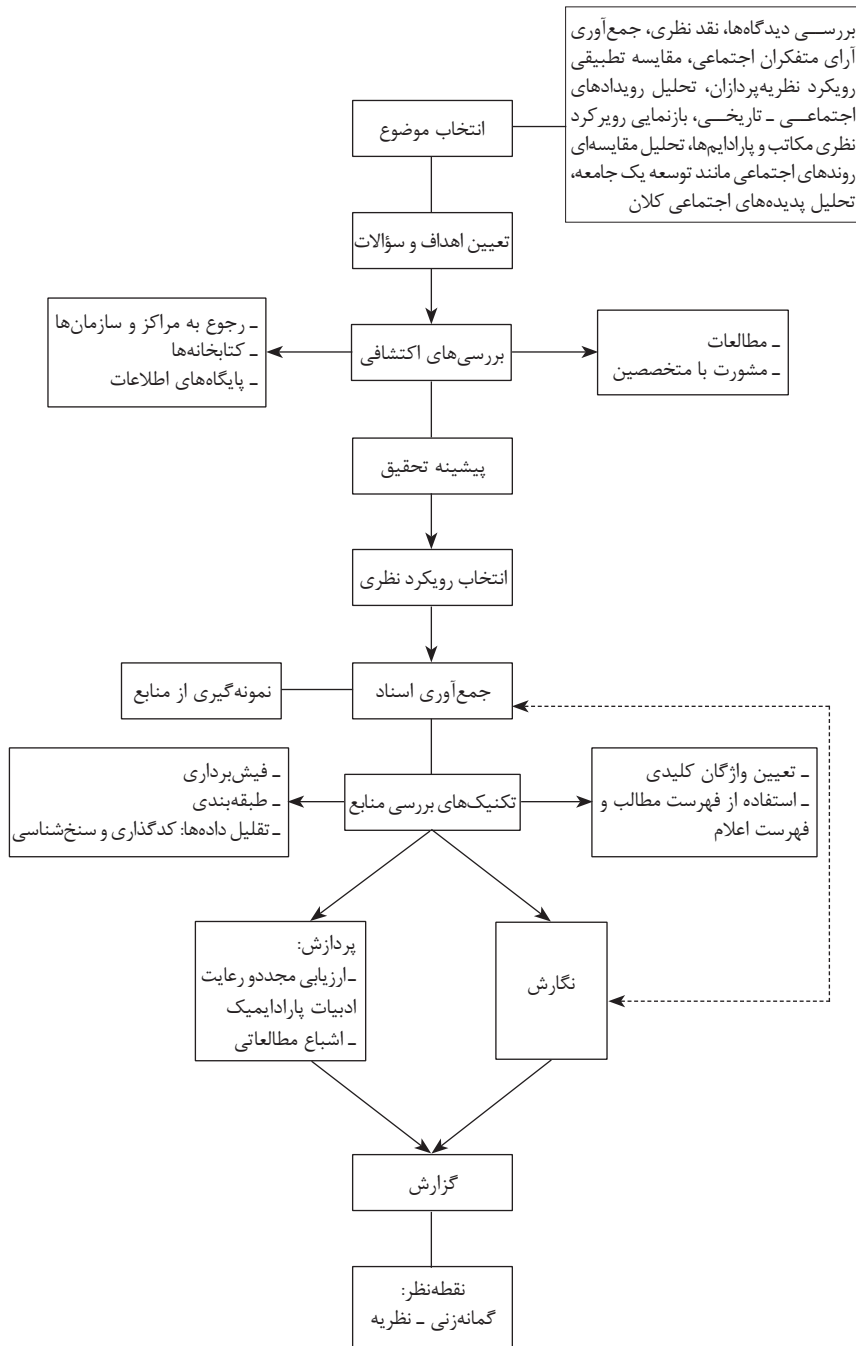 بررسی دیدگاه‌ها، نقد نظری، جمع‌آوری
آرای متفکران اجتماعی، مقایسه تطبیقی
رویکرد نظریه‌پردازان، تحلیل رویدادهای
اجتماعی ـ تاریخی، بازنمایی رویرکرد
نظری مکاتب و پارادایم‌ها، تحلیل مقایسه‌ای
روندهای اجتماعی مانند توسعه یک جامعه،
تحلیل پدیده‌های اجتماعی کلان
انتخاب موضوع
تعیین اهداف و سؤالات
ـ مطالعات
ـ مشورت با متخصصین
بررسی‌های اکتشافی
ـ رجوع به مراکز و سازمان‌ها
ـ کتابخانه‌ها
ـ پایگاه‌های اطلاعات
پیشینه تحقیق
انتخاب رویکرد نظری
جمع‌آوری اسناد
نمونه‌گیری از منابع
ـ تعیین واژگان کلیدی
ـ استفاده از فهرست مطالب و
فهرست اعلام
تکنیک‌های بررسی منابع
ـ فیش‌برداری
ـ طبقه‌بندی
ـ تقلیل داده‌ها: کدگذاری و سنخ‌شناسی
نگارش
پردازش:
ـ ارزیابی مجددو رعایت
ادبیات پارادایمیک
ـ اشباع مطالعاتی
گزارش
نقطه‌نظر:
گمانه‌زنی ـ نظریه